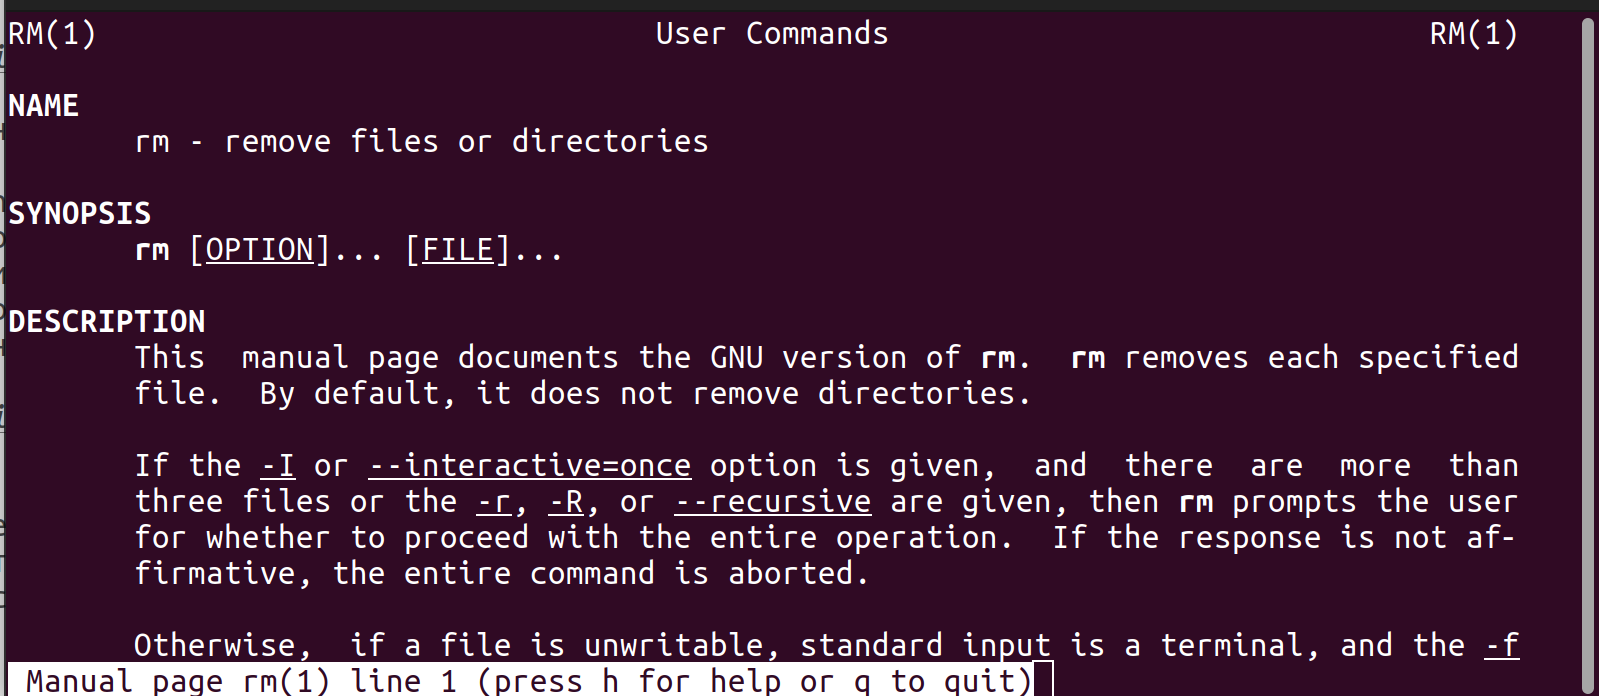 RM(1) User Commands RM(1)
NAME
rm - remove files or directories
SYNOPSIS
rm [OPTION]... [FILE]...
DESCRIPTION
This manual page documents the GNU version of rm. rm removes each specified
file. By default, it does not remove directories.
If the -I or --interactive=once option is given, and there are more than
three files or the -r, -R, or --recursive are given, then rm prompts the user
for whether to proceed with the entire operation. If the response is not af-
firmative, the entire command is aborted.
Otherwise, if a file is unwritable, standard input is a terminal, and the -f
Manual page rm(1) line 1 (press h for help or q to quit)